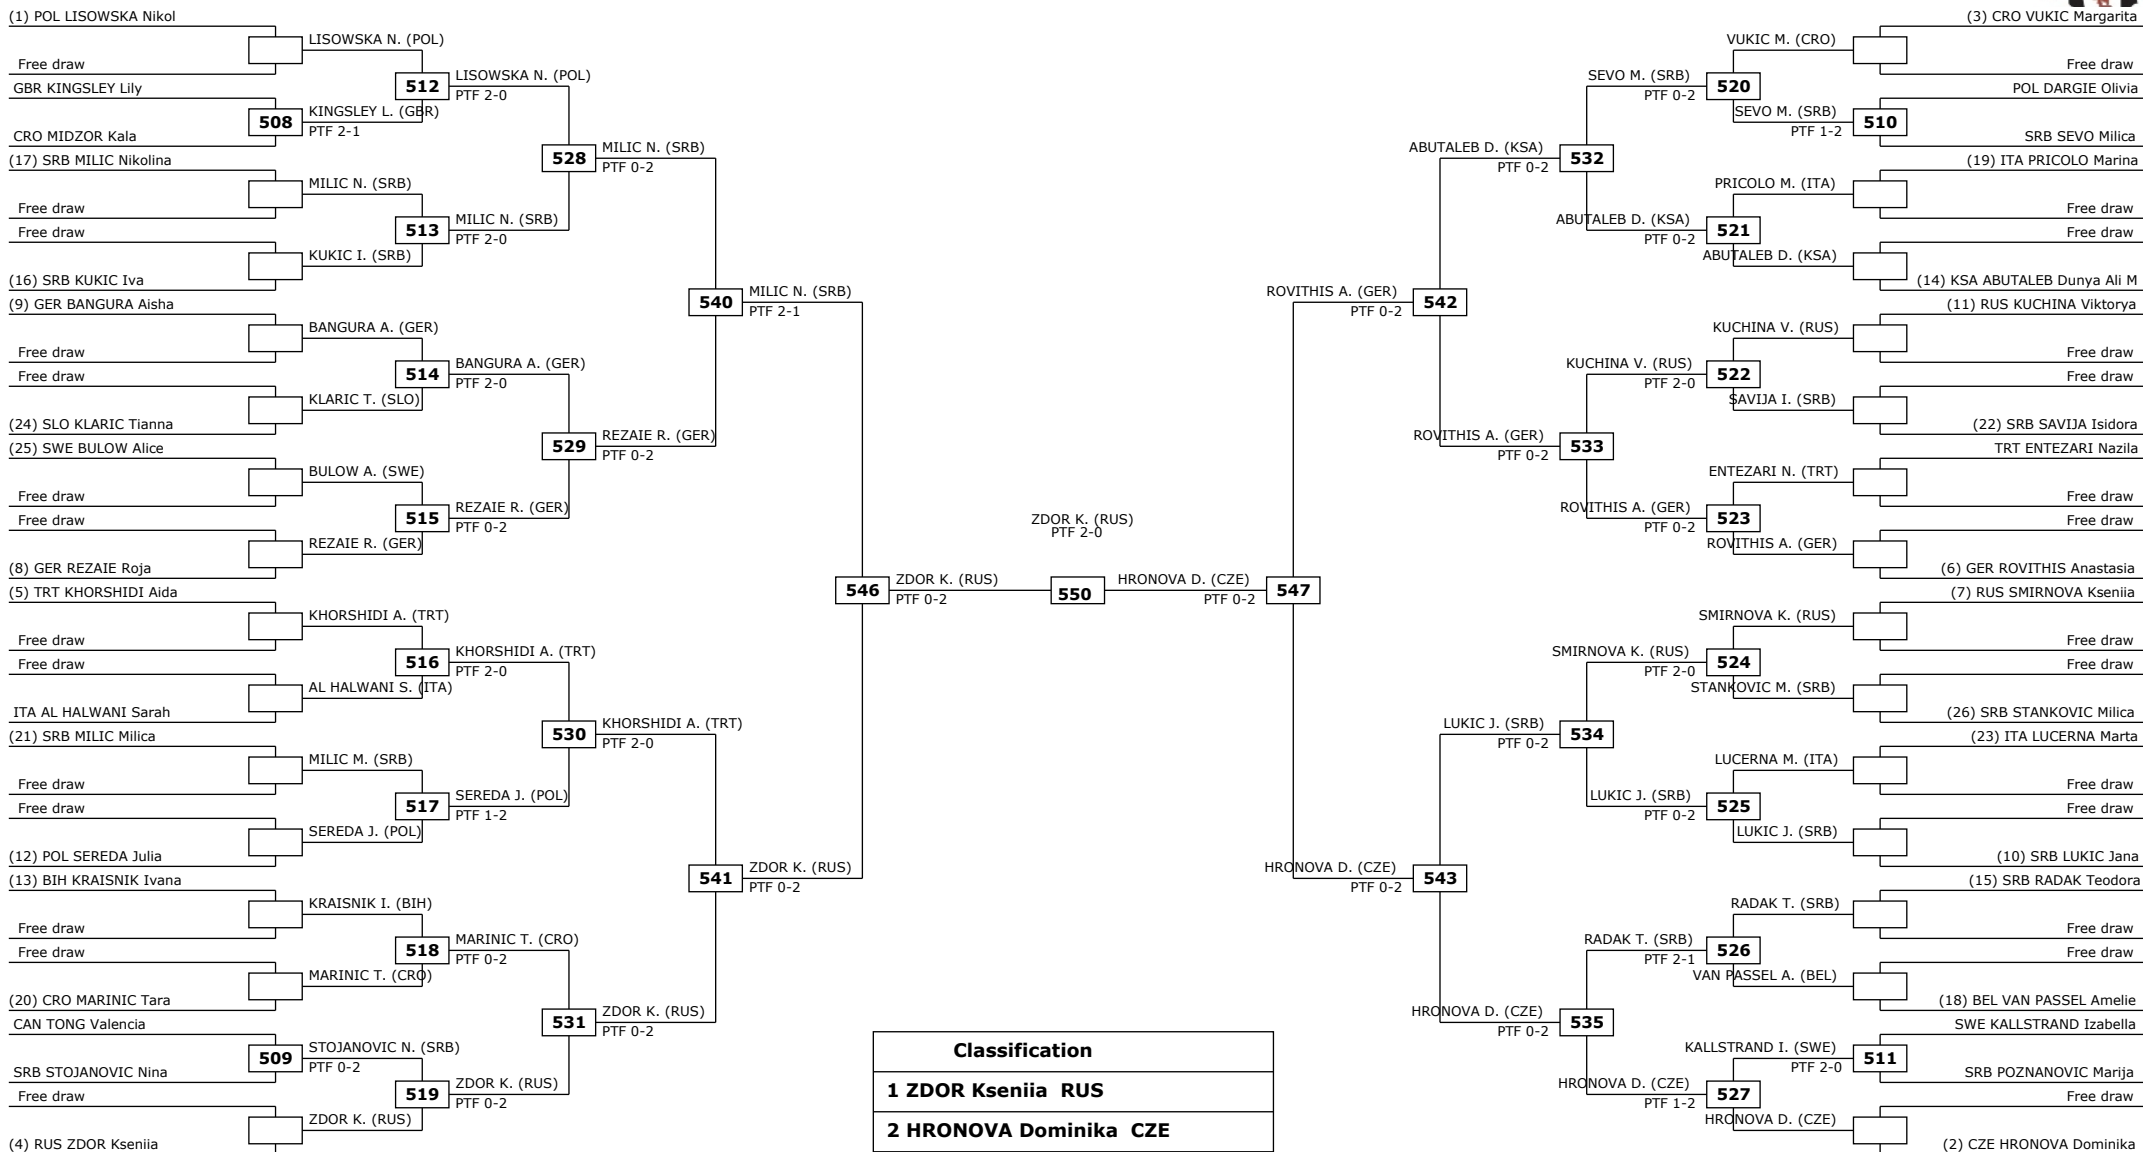 (1) POL LISOWSKA Nikol
Free draw
GBR KINGSLEY Lily
CRO MIDZOR Kala
(17) SRB MILIC Nikolina
Free draw
Free draw
(16) SRB KUKIC Iva
(9) GER BANGURA Aisha
Free draw
Free draw
(24) SLO KLARIC Tianna
(25) SWE BULOW Alice
Free draw
Free draw
(8) GER REZAIE Roja
(5) TRT KHORSHIDI Aida
Free draw
Free draw
ITA AL HALWANI Sarah
(21) SRB MILIC Milica
Free draw
Free draw
(12) POL SEREDA Julia
(13) BIH KRAISNIK Ivana
Free draw
Free draw
(20) CRO MARINIC Tara
CAN TONG Valencia
SRB STOJANOVIC Nina
Free draw
(4) RUS ZDOR Kseniia
508
509
LISOWSKA N. (POL)
KINGSLEY L. (GBR)
PTF 2-1
MILIC N. (SRB)
KUKIC I. (SRB)
BANGURA A. (GER)
KLARIC T. (SLO)
BULOW A. (SWE)
REZAIE R. (GER)
KHORSHIDI A. (TRT)
AL HALWANI S. (ITA)
MILIC M. (SRB)
SEREDA J. (POL)
KRAISNIK I. (BIH)
MARINIC T. (CRO)
STOJANOVIC N. (SRB)
PTF 0-2
ZDOR K. (RUS)
512
513
514
515
516
517
518
519
LISOWSKA N. (POL)
PTF 2-0
MILIC N. (SRB)
PTF 2-0
BANGURA A. (GER)
PTF 2-0
REZAIE R. (GER)
PTF 0-2
KHORSHIDI A. (TRT)
PTF 2-0
SEREDA J. (POL)
PTF 1-2
MARINIC T. (CRO)
PTF 0-2
ZDOR K. (RUS)
PTF 0-2
528
529
530
531
MILIC N. (SRB)
PTF 0-2
REZAIE R. (GER)
PTF 0-2
KHORSHIDI A. (TRT)
PTF 2-0
ZDOR K. (RUS)
PTF 0-2
540
541
MILIC N. (SRB)
PTF 2-1
ZDOR K. (RUS)
PTF 0-2
546
ZDOR K. (RUS)
PTF 0-2
ZDOR K. (RUS)
PTF 2-0
550
HRONOVA D. (CZE)
PTF 0-2
547
ROVITHIS A. (GER)
PTF 0-2
HRONOVA D. (CZE)
PTF 0-2
542
543
ABUTALEB D. (KSA)
PTF 0-2
ROVITHIS A. (GER)
PTF 0-2
LUKIC J. (SRB)
PTF 0-2
HRONOVA D. (CZE)
PTF 0-2
532
533
534
535
SEVO M. (SRB)
PTF 0-2
ABUTALEB D. (KSA)
PTF 0-2
KUCHINA V. (RUS)
PTF 2-0
ROVITHIS A. (GER)
PTF 0-2
SMIRNOVA K. (RUS)
PTF 2-0
LUKIC J. (SRB)
PTF 0-2
RADAK T. (SRB)
PTF 2-1
HRONOVA D. (CZE)
PTF 1-2
520
521
522
523
524
525
526
527
VUKIC M. (CRO)
SEVO M. (SRB)
PTF 1-2
PRICOLO M. (ITA)
ABUTALEB D. (KSA)
KUCHINA V. (RUS)
SAVIJA I. (SRB)
ENTEZARI N. (TRT)
ROVITHIS A. (GER)
SMIRNOVA K. (RUS)
STANKOVIC M. (SRB)
LUCERNA M. (ITA)
LUKIC J. (SRB)
RADAK T. (SRB)
VAN PASSEL A. (BEL)
KALLSTRAND I. (SWE)
PTF 2-0
HRONOVA D. (CZE)
510
511
(3) CRO VUKIC Margarita
Free draw
POL DARGIE Olivia
SRB SEVO Milica
(19) ITA PRICOLO Marina
Free draw
Free draw
(14) KSA ABUTALEB Dunya Ali M
(11) RUS KUCHINA Viktorya
Free draw
Free draw
(22) SRB SAVIJA Isidora
TRT ENTEZARI Nazila
Free draw
Free draw
(6) GER ROVITHIS Anastasia
(7) RUS SMIRNOVA Kseniia
Free draw
Free draw
(26) SRB STANKOVIC Milica
(23) ITA LUCERNA Marta
Free draw
Free draw
(10) SRB LUKIC Jana
(15) SRB RADAK Teodora
Free draw
Free draw
(18) BEL VAN PASSEL Amelie
SWE KALLSTRAND Izabella
SRB POZNANOVIC Marija
Free draw
(2) CZE HRONOVA Dominika
Classification
1 ZDOR Kseniia RUS
2 HRONOVA Dominika CZE